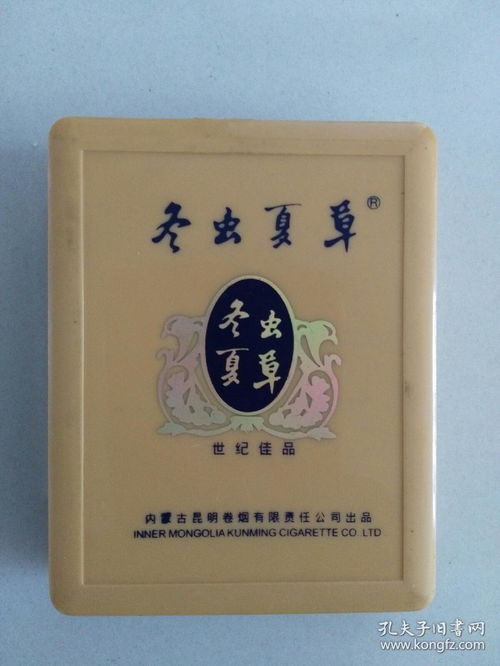 冬虫夏草®
冬虫
夏草
世纪佳品
内蒙古昆明卷烟有限责任公司出品
INNER MONGOLIA KUNMING CIGARETTE CO. LTD
孔夫子旧书网
www.kongfz.com